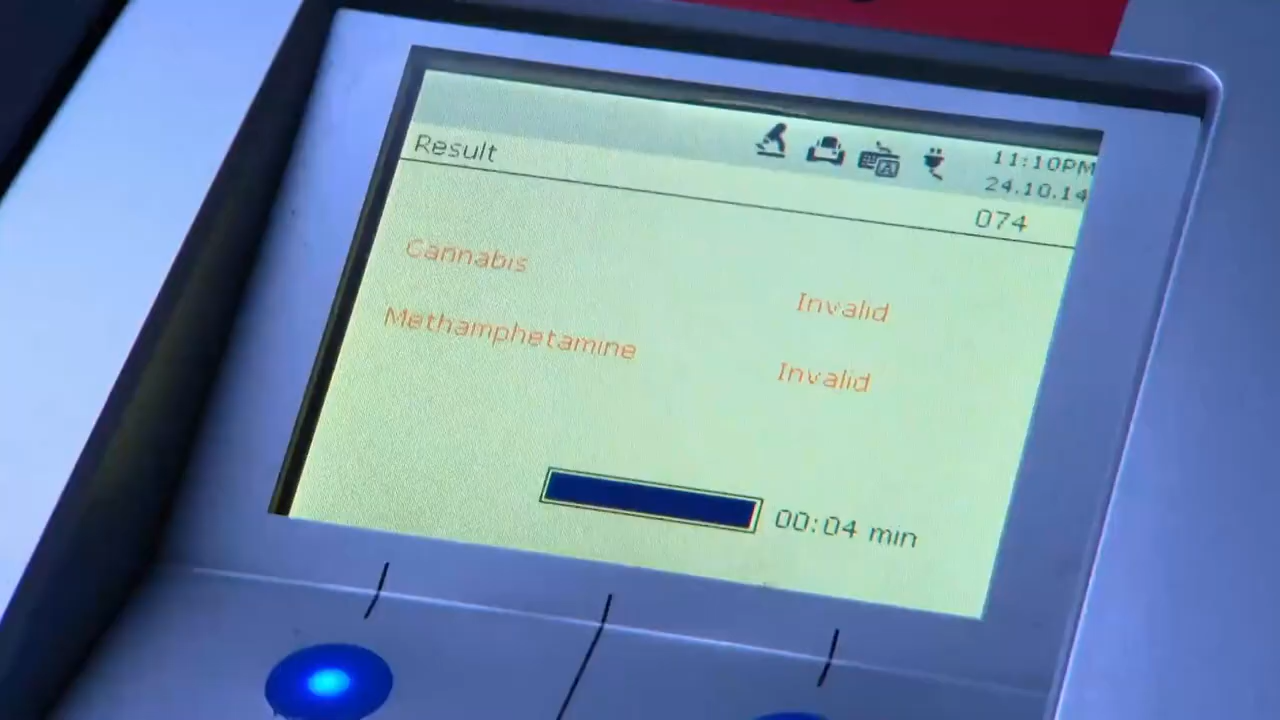 Result
11:10PM
24.10.14
074
Cannabis
Invalid
Methamphetamine
Invalid
00:04 min